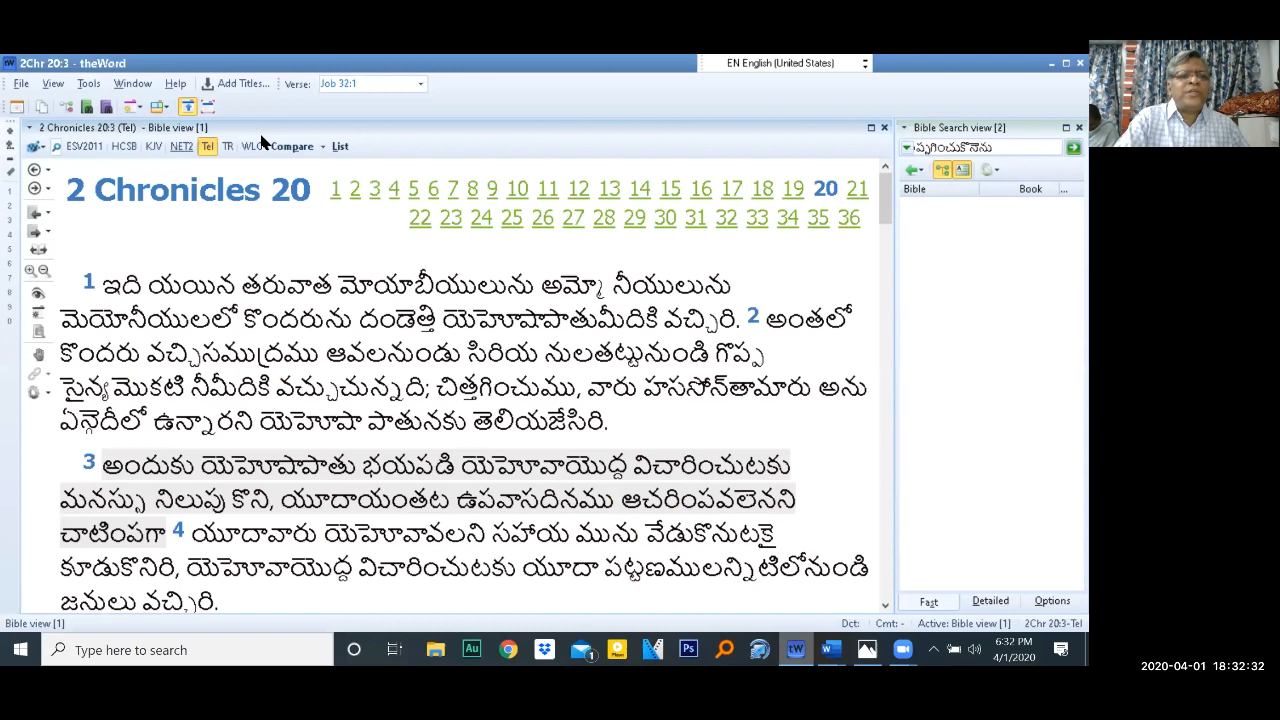 2Chr 20:3 - theWord
EN English (United States)
File View Tools Window Help Add Titles... Verse: Job 32:1
2 Chronicles 20:3 (Tel) - Bible view [1]
Bible Search view [2]
ESV2011 HCSB KJV NET2 Tel TR WLC Compare List
పృగించుకొనెను
Bible Book ...
2 Chronicles 20 1 2 3 4 5 6 7 8 9 10 11 12 13 14 15 16 17 18 19 20 21
22 23 24 25 26 27 28 29 30 31 32 33 34 35 36
1 ఇది యయిన తరువాత మోయాబీయులును అమ్మో నీయులును
మెయోనీయులలో కొందరును దండెత్తి యెహోషాపాతుమీదికి వచ్చిరి. 2 అంతలో
కొందరు వచ్చిసముద్రము ఆవలనుండు సిరియ నులతట్టునుండి గొప్ప
సైన్యమొకటి నీమీదికి వచ్చుచున్నది; చిత్తగించుము, వారు హససోన్‌తామారు అను
ఏన్గెదీలో ఉన్నారని యెహోషా పాతునకు తెలియజేసిరి.
3 అందుకు యెహోషాపాతు భయపడి యెహోవాయొద్ద విచారించుటకు
మనస్సు నిలుపు కొని, యూదాయంతట ఉపవాసదినము ఆచరింపవలెనని
చాటింపగా 4 యూదావారు యెహోవావలని సహాయ మును వేడుకొనుటకై
కూడుకొనిరి, యెహోవాయొద్ద విచారించుటకు యూదా పట్టణములన్నిటిలోనుండి
జనులు వచ్చిరి.
Fast Detailed Options
Bible view [1] Dct: Cmt: - Active: Bible view [1] 2Chr 20:3-Tel
Type here to search
6:32 PM
4/1/2020
2020-04-01 18:32:32